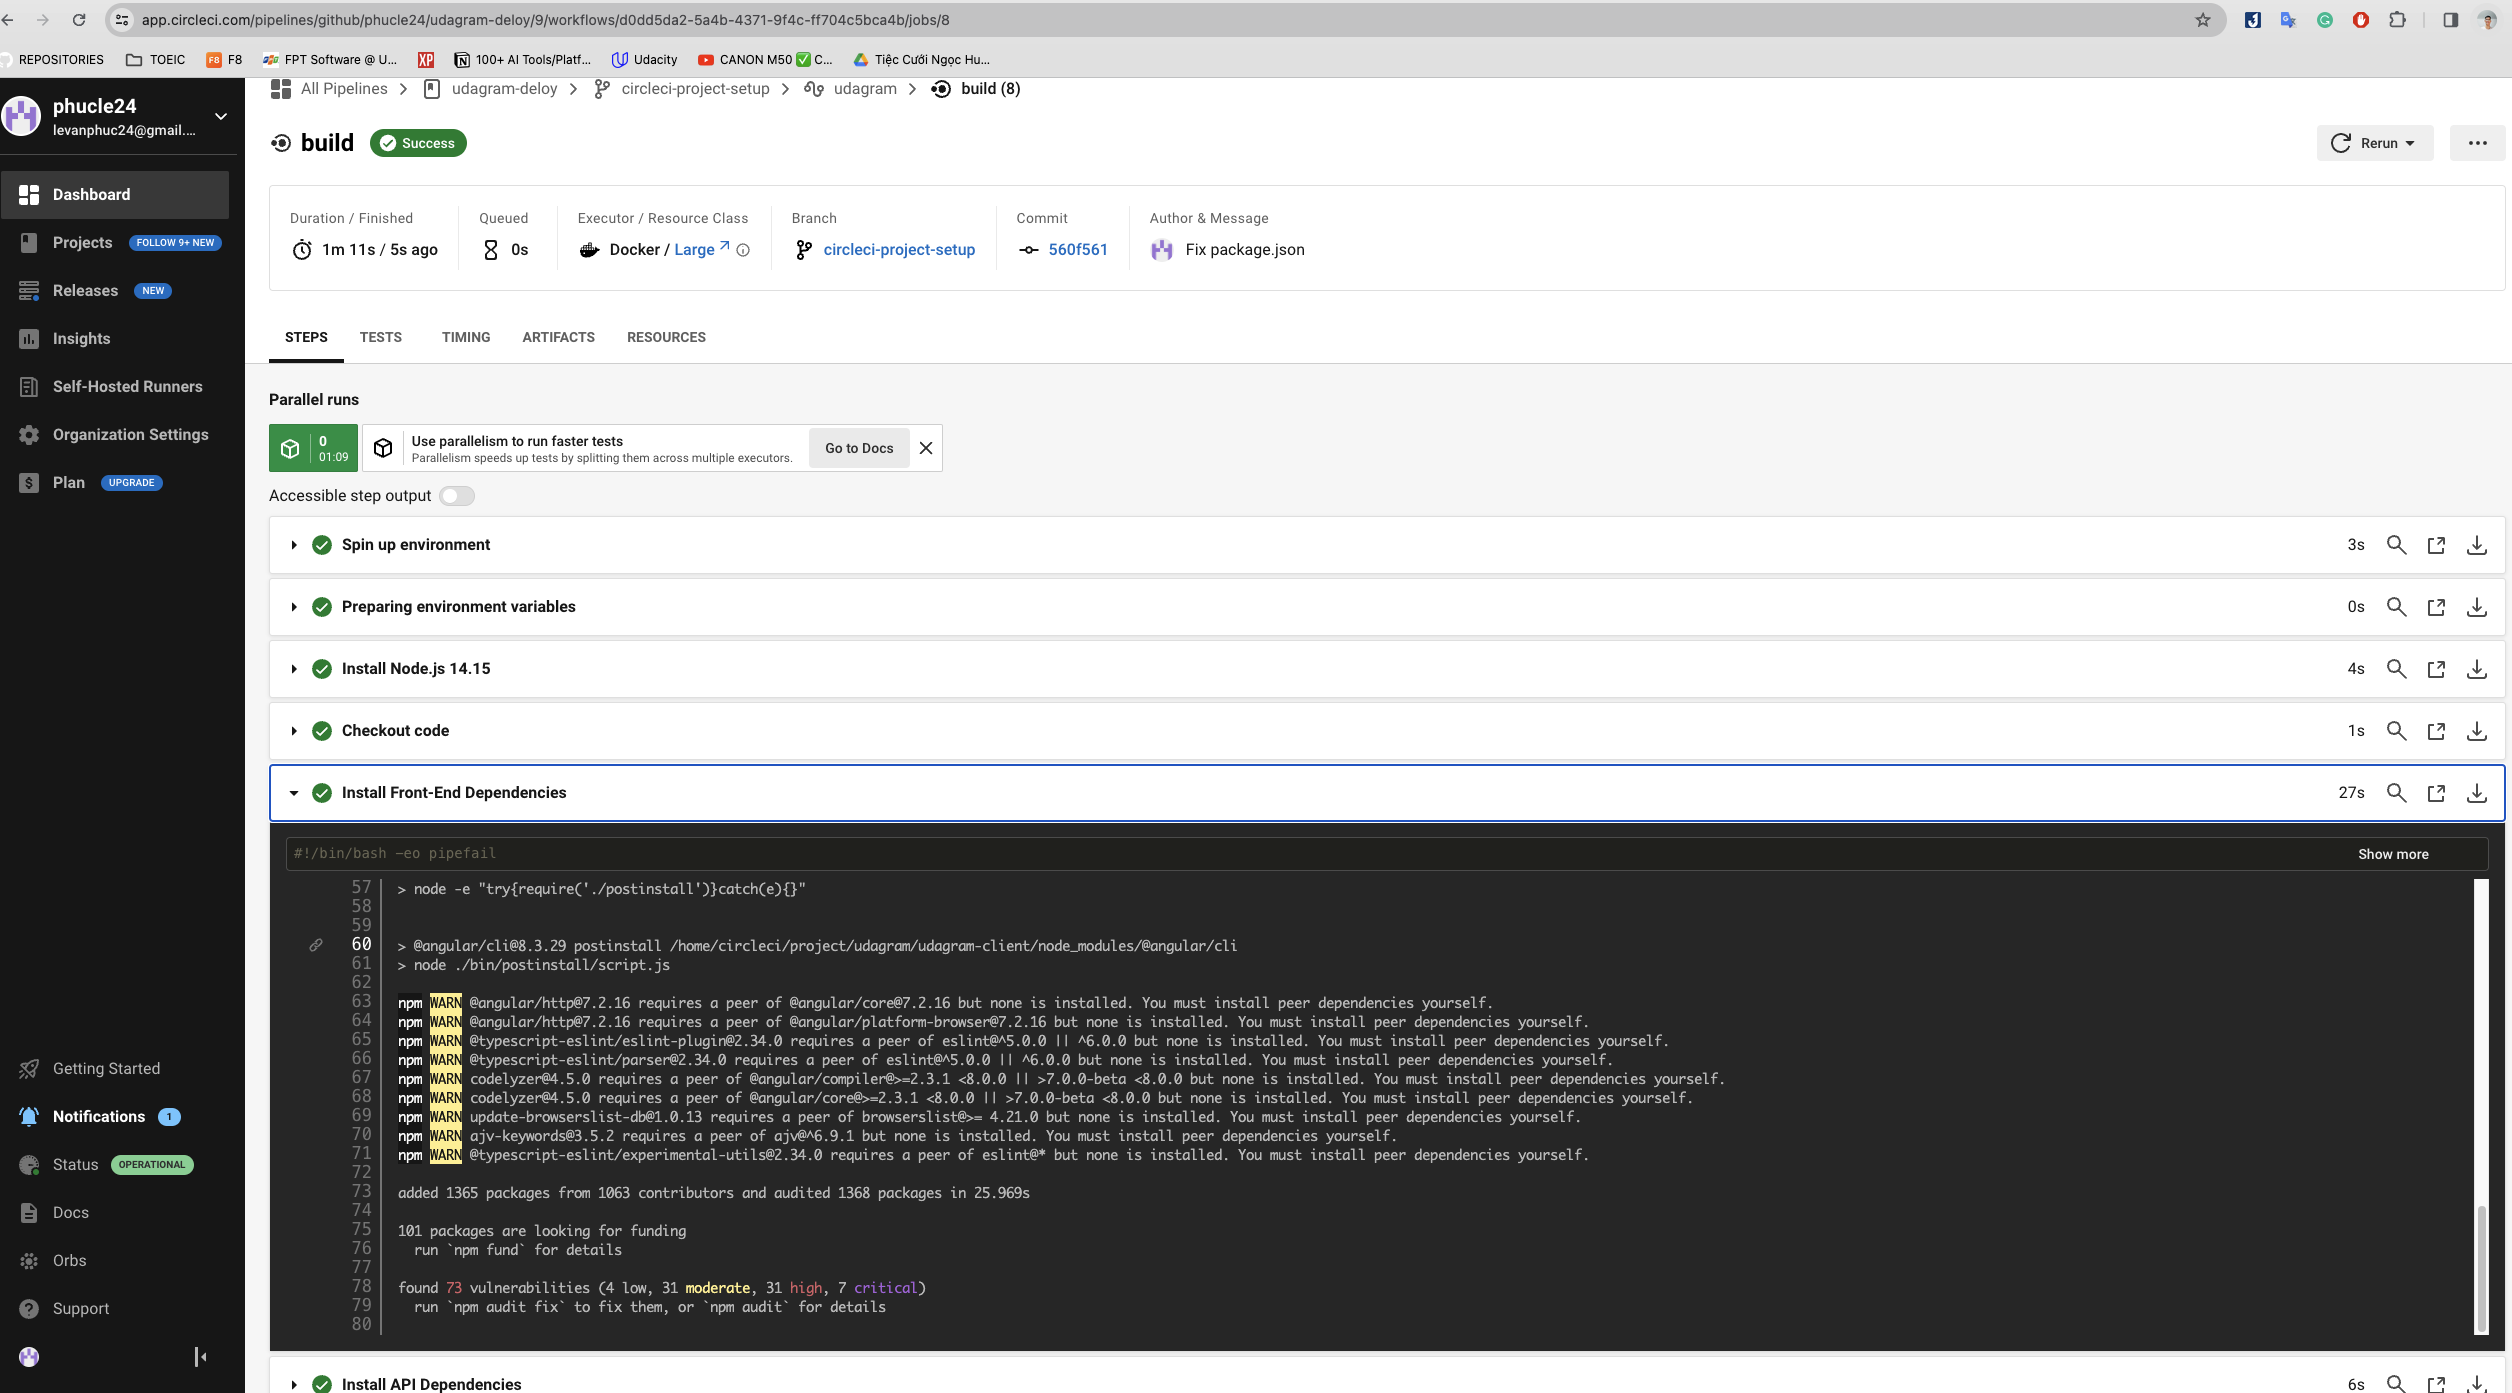 app.circleci.com/pipelines/github/phucle24/udagram-deloy/9/workflows/d0dd5da2-5a4b-4371-9f4c-ff704c5bca4b/jobs/8
REPOSITORIES TOEIC F8 F8 FPT Software @ U... XP 100+ AI Tools/Platf... Udacity CANON M50 ✅ C... Tiệc Cưới Ngọc Hu...
phucle24
levanphuc24@gmail....
Dashboard
Projects FOLLOW 9+ NEW
Releases NEW
Insights
Self-Hosted Runners
Organization Settings
Plan UPGRADE
Getting Started
Notifications 1
Status OPERATIONAL
Docs
Orbs
Support
All Pipelines > udagram-deloy > circleci-project-setup > udagram > build (8)
build Success
Rerun
Duration / Finished
1m 11s / 5s ago
Queued
0s
Executor / Resource Class
Docker / Large
Branch
circleci-project-setup
Commit
560f561
Author & Message
Fix package.json
STEPS TESTS TIMING ARTIFACTS RESOURCES
Parallel runs
0
01:09
Use parallelism to run faster tests
Parallelism speeds up tests by splitting them across multiple executors.
Go to Docs
Accessible step output
Spin up environment 3s
Preparing environment variables 0s
Install Node.js 14.15 4s
Checkout code 1s
Install Front-End Dependencies 27s
#!/bin/bash -eo pipefail Show more
57 > node -e "try{require('./postinstall')}catch(e){}"
58
59
60 > @angular/cli@8.3.29 postinstall /home/circleci/project/udagram/udagram-client/node_modules/@angular/cli
61 > node ./bin/postinstall/script.js
62
63 npm WARN @angular/http@7.2.16 requires a peer of @angular/core@7.2.16 but none is installed. You must install peer dependencies yourself.
64 npm WARN @angular/http@7.2.16 requires a peer of @angular/platform-browser@7.2.16 but none is installed. You must install peer dependencies yourself.
65 npm WARN @typescript-eslint/eslint-plugin@2.34.0 requires a peer of eslint@^5.0.0 || ^6.0.0 but none is installed. You must install peer dependencies yourself.
66 npm WARN @typescript-eslint/parser@2.34.0 requires a peer of eslint@^5.0.0 || ^6.0.0 but none is installed. You must install peer dependencies yourself.
67 npm WARN codelyzer@4.5.0 requires a peer of @angular/compiler@>=2.3.1 <8.0.0 || >7.0.0-beta <8.0.0 but none is installed. You must install peer dependencies yourself.
68 npm WARN codelyzer@4.5.0 requires a peer of @angular/core@>=2.3.1 <8.0.0 || >7.0.0-beta <8.0.0 but none is installed. You must install peer dependencies yourself.
69 npm WARN update-browserslist-db@1.0.13 requires a peer of browserslist@>= 4.21.0 but none is installed. You must install peer dependencies yourself.
70 npm WARN ajv-keywords@3.5.2 requires a peer of ajv@^6.9.1 but none is installed. You must install peer dependencies yourself.
71 npm WARN @typescript-eslint/experimental-utils@2.34.0 requires a peer of eslint@* but none is installed. You must install peer dependencies yourself.
72
73 added 1365 packages from 1063 contributors and audited 1368 packages in 25.969s
74
75 101 packages are looking for funding
76 run `npm fund` for details
77
78 found 73 vulnerabilities (4 low, 31 moderate, 31 high, 7 critical)
79 run `npm audit fix` to fix them, or `npm audit` for details
80
Install API Dependencies 6s